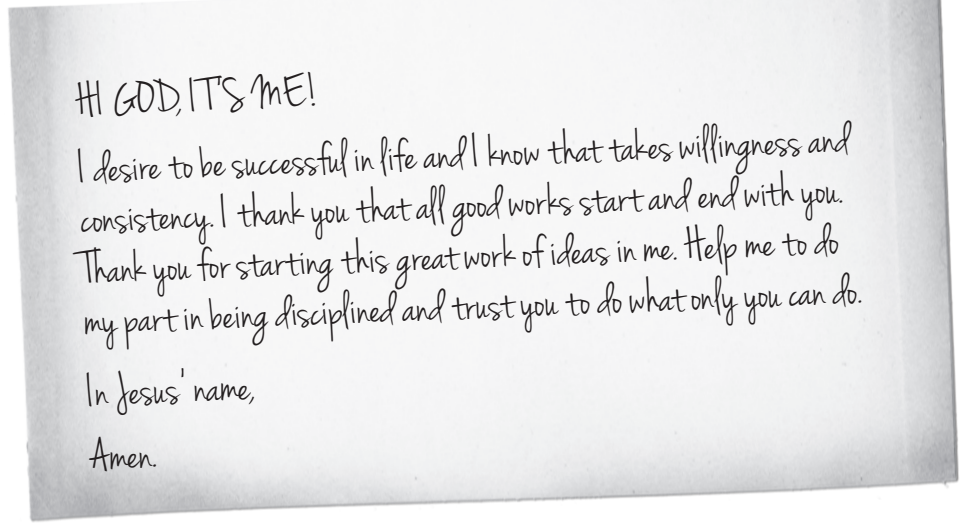 HI GOD, IT'S ME!
I desire to be successful in life and I know that takes willingness and
consistency. I thank you that all good works start and end with you.
Thank you for starting this great work of ideas in me. Help me to do
my part in being disciplined and trust you to do what only you can do.
In Jesus' name,
Amen.